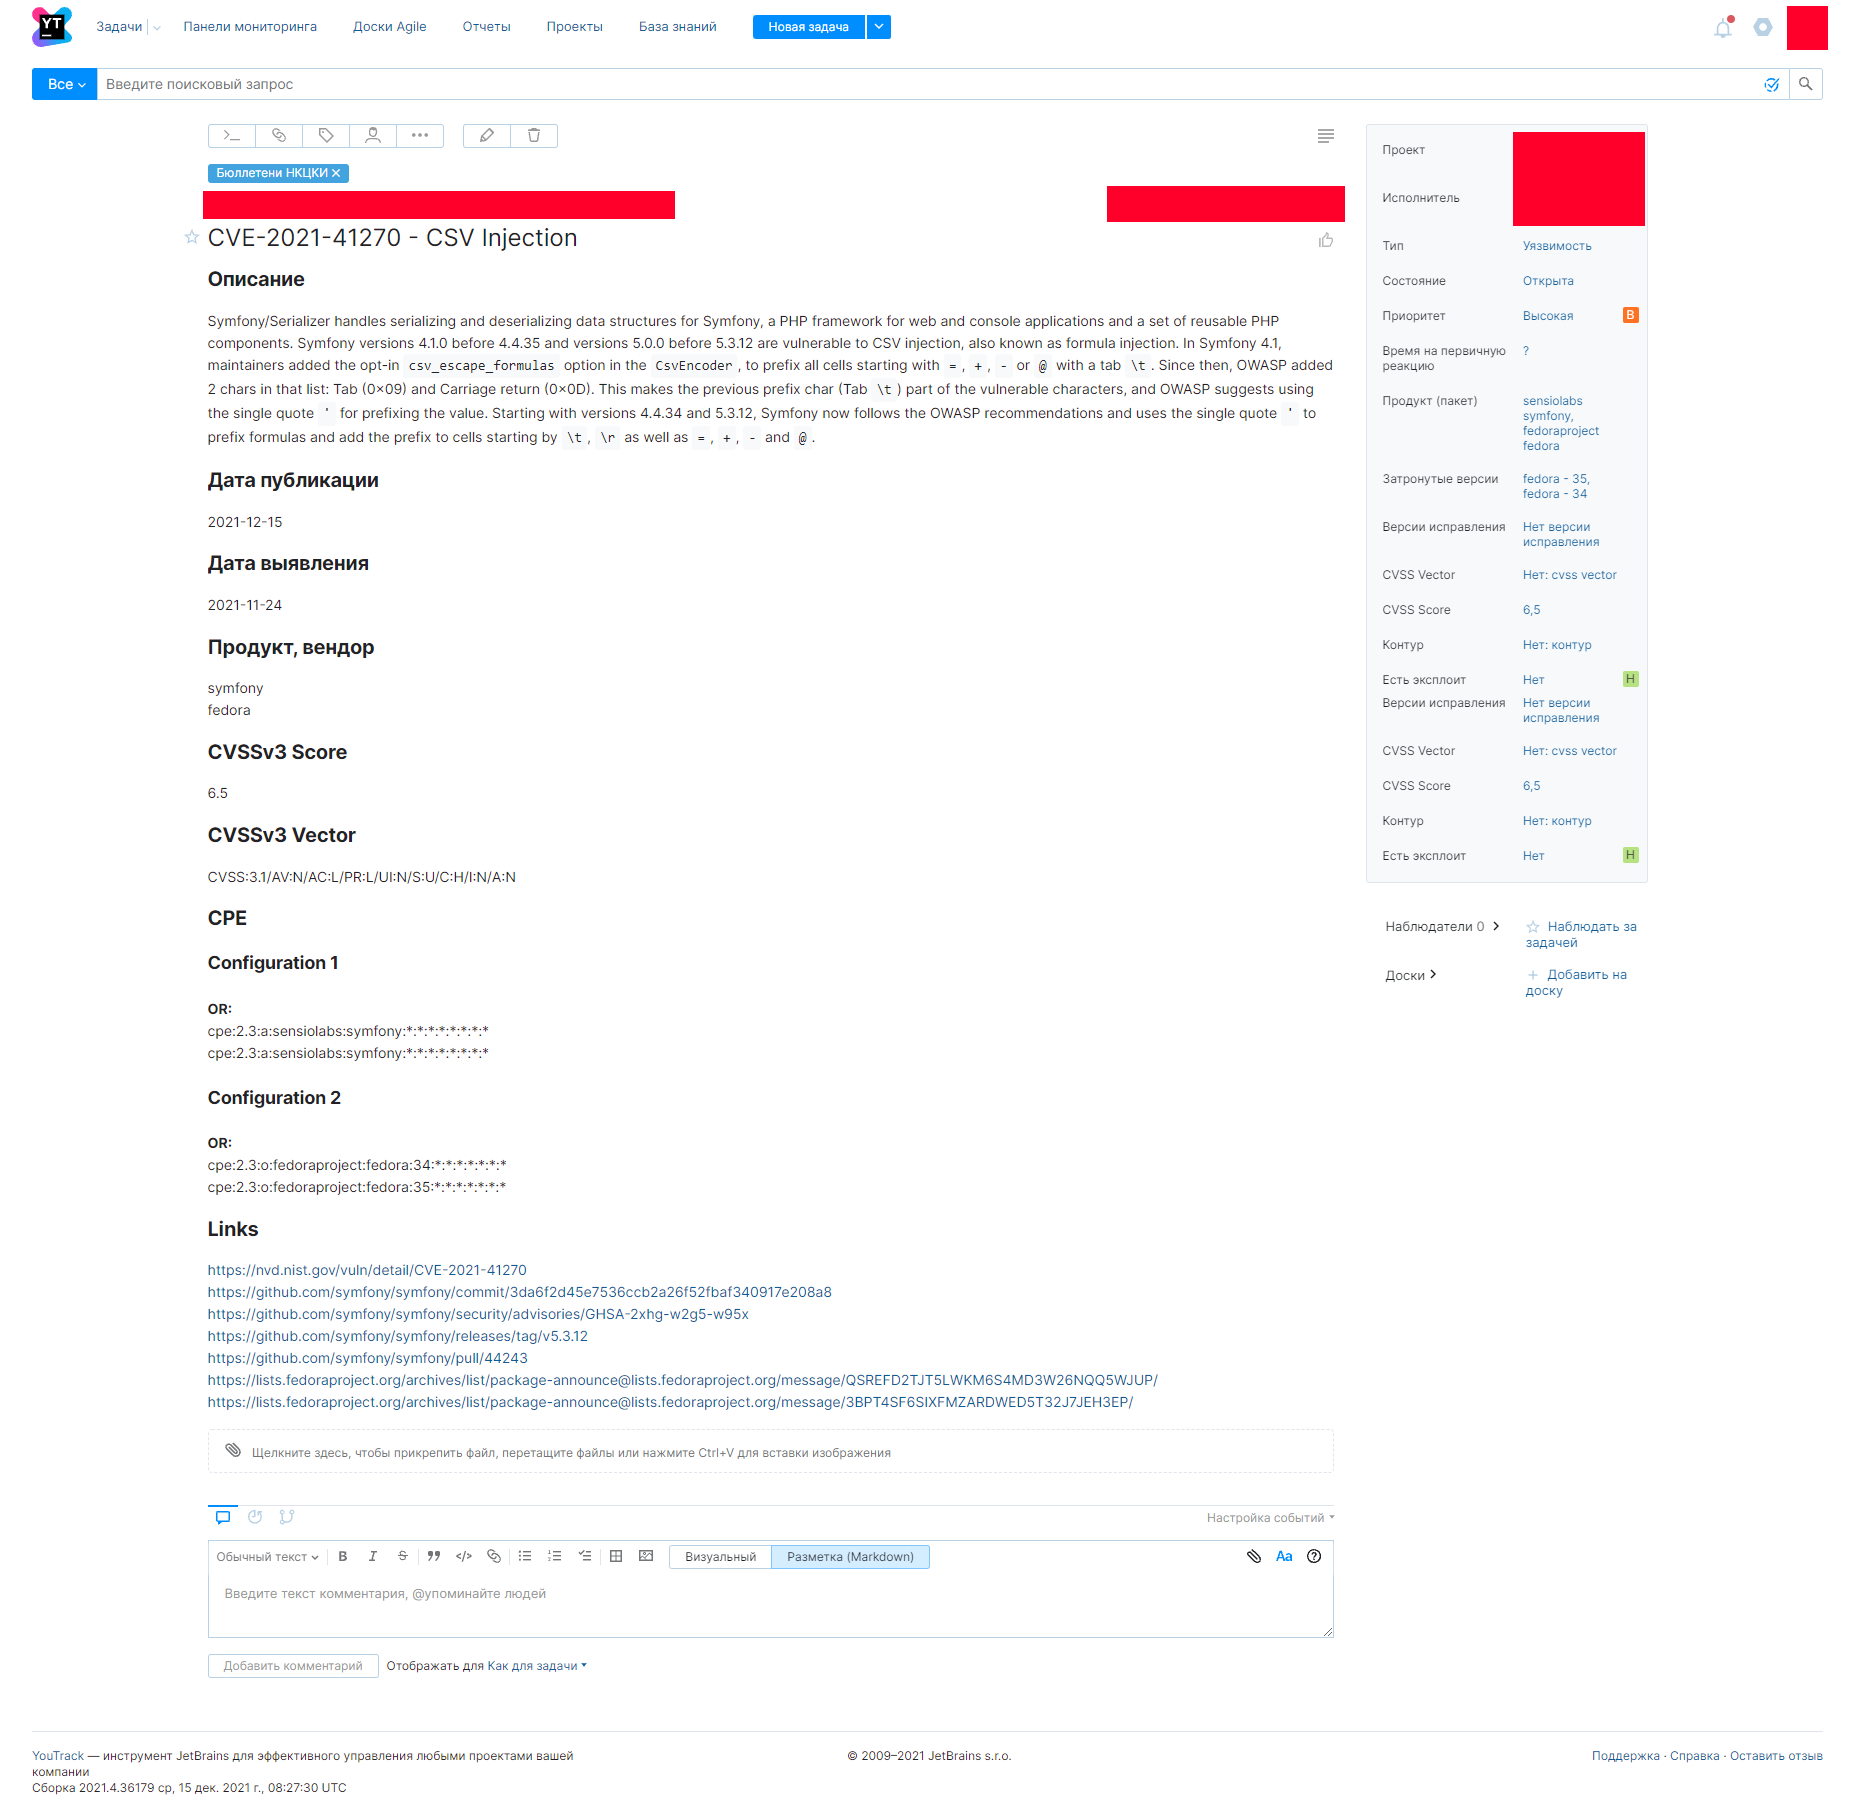 YT
Задачи
Панели мониторинга
Доски Agile
Отчеты
Проекты
База знаний
Новая задача
Все
Введите поисковый запрос
Бюллетени НКЦКИ
CVE-2021-41270 - CSV Injection
Описание
Symfony/Serializer handles serializing and deserializing data structures for Symfony, a PHP framework for web and console applications and a set of reusable PHP
components. Symfony versions 4.1.0 before 4.4.35 and versions 5.0.0 before 5.3.12 are vulnerable to CSV injection, also known as formula injection. In Symfony 4.1,
maintainers added the opt-in csv_escape_formulas option in the CsvEncoder, to prefix all cells starting with =, +, - or @ with a tab \t. Since then, OWASP added
2 chars in that list: Tab (0×09) and Carriage return (0×0D). This makes the previous prefix char (Tab \t) part of the vulnerable characters, and OWASP suggests using
the single quote ' for prefixing the value. Starting with versions 4.4.34 and 5.3.12, Symfony now follows the OWASP recommendations and uses the single quote ' to
prefix formulas and add the prefix to cells starting by \t, \r as well as =, +, - and @.
Дата публикации
2021-12-15
Дата выявления
2021-11-24
Продукт, вендор
symfony
fedora
CVSSv3 Score
6.5
CVSSv3 Vector
CVSS:3.1/AV:N/AC:L/PR:L/UI:N/S:U/C:H/I:N/A:N
CPE
Configuration 1
OR:
cpe:2.3:a:sensiolabs:symfony:*:*:*:*:*:*:*:*
cpe:2.3:a:sensiolabs:symfony:*:*:*:*:*:*:*:*
Configuration 2
OR:
cpe:2.3:o:fedoraproject:fedora:34:*:*:*:*:*:*:*
cpe:2.3:o:fedoraproject:fedora:35:*:*:*:*:*:*:*
Links
https://nvd.nist.gov/vuln/detail/CVE-2021-41270
https://github.com/symfony/symfony/commit/3da6f2d45e7536ccb2a26f52fbaf340917e208a8
https://github.com/symfony/symfony/security/advisories/GHSA-2xhg-w2g5-w95x
https://github.com/symfony/symfony/releases/tag/v5.3.12
https://github.com/symfony/symfony/pull/44243
https://lists.fedoraproject.org/archives/list/package-announce@lists.fedoraproject.org/message/QSREFD2TJT5LWKM6S4MD3W26NQQ5WJUP/
https://lists.fedoraproject.org/archives/list/package-announce@lists.fedoraproject.org/message/3BPT4SF6SIXFMZARDWED5T32J7JEH3EP/
Щелкните здесь, чтобы прикрепить файл, перетащите файлы или нажмите Ctrl+V для вставки изображения
Настройка событий
Обычный текст
B
I
S
Визуальный
Разметка (Markdown)
Aa
Введите текст комментария, @упоминайте людей
Добавить комментарий
Отображать для Как для задачи
Проект
Исполнитель
Тип
Уязвимость
Состояние
Открыта
Приоритет
Высокая
В
Время на первичную
реакцию
?
Продукт (пакет)
sensiolabs
symfony,
fedoraproject
fedora
Затронутые версии
fedora - 35,
fedora - 34
Версии исправления
Нет версии
исправления
CVSS Vector
Нет: cvss vector
CVSS Score
6,5
Контур
Нет: контур
Есть эксплоит
Нет
Н
Версии исправления
Нет версии
исправления
CVSS Vector
Нет: cvss vector
CVSS Score
6,5
Контур
Нет: контур
Есть эксплоит
Нет
Н
Наблюдатели 0
Наблюдать за
задачей
Доски
Добавить на
доску
YouTrack — инструмент JetBrains для эффективного управления любыми проектами вашей
компании
Сборка 2021.4.36179 ср, 15 дек. 2021 г., 08:27:30 UTC
© 2009–2021 JetBrains s.r.o.
Поддержка · Справка · Оставить отзыв